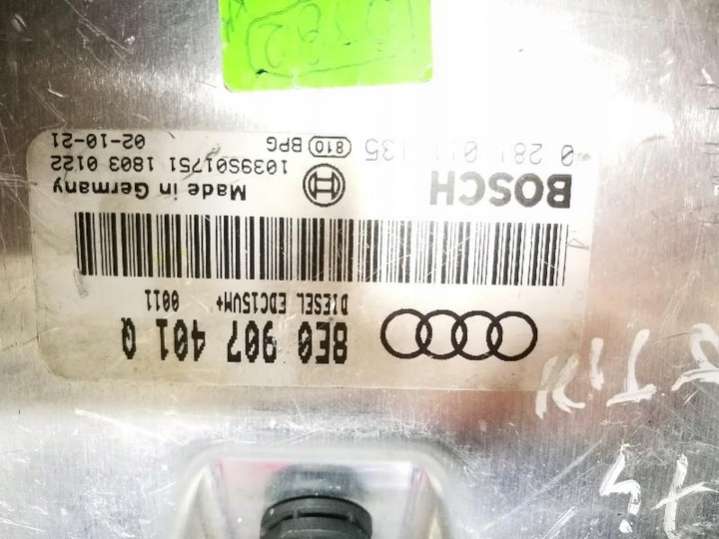 8E0 907 401 Q
DIESEL EDC15VM+ 0011
BOSCH Made in Germany
1039S01751 1803 0122
0 281 011 135 810 BPG 02-10-21